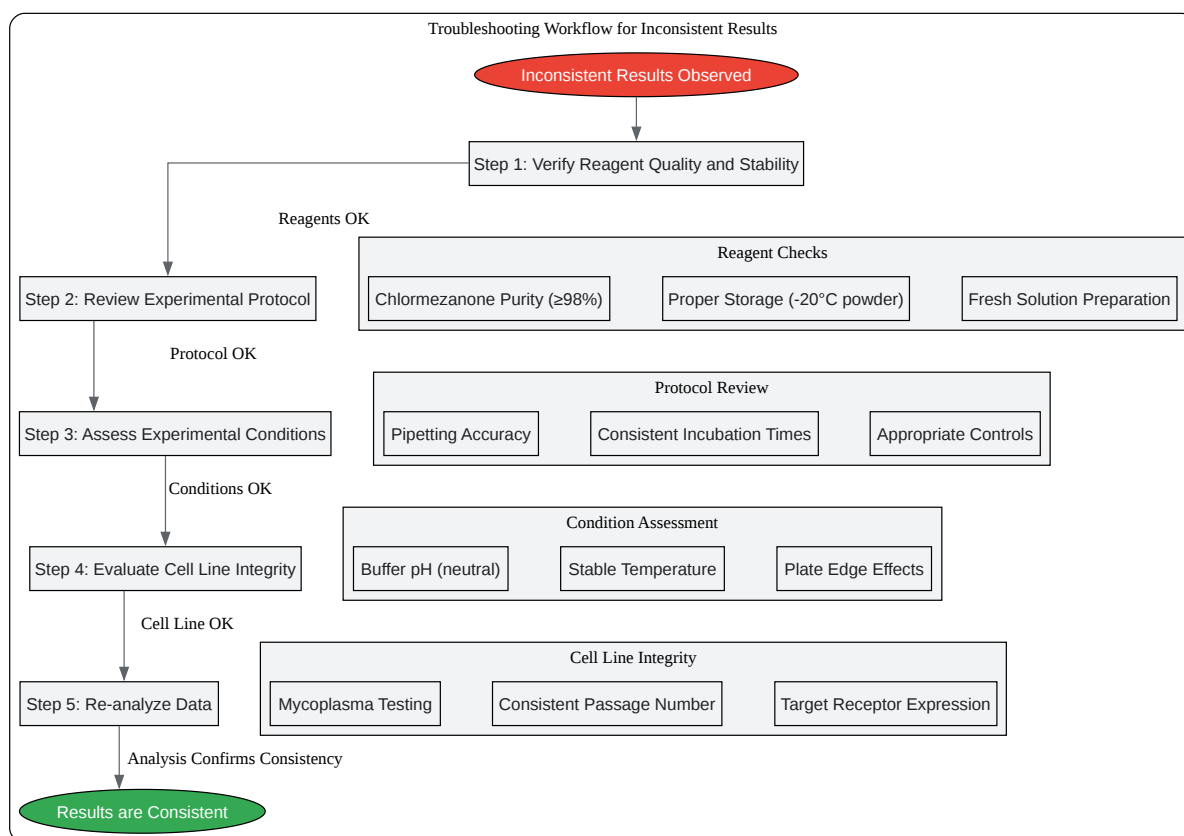 Troubleshooting Workflow for Inconsistent Results
Inconsistent Results Observed
Step 1: Verify Reagent Quality and Stability
Reagents OK
Reagent Checks
Step 2: Review Experimental Protocol
Chlormezanone Purity (≥98%)
Proper Storage (-20°C powder)
Fresh Solution Preparation
Protocol OK
Protocol Review
Step 3: Assess Experimental Conditions
Pipetting Accuracy
Consistent Incubation Times
Appropriate Controls
Conditions OK
Condition Assessment
Step 4: Evaluate Cell Line Integrity
Buffer pH (neutral)
Stable Temperature
Plate Edge Effects
Cell Line OK
Cell Line Integrity
Step 5: Re-analyze Data
Mycoplasma Testing
Consistent Passage Number
Target Receptor Expression
Analysis Confirms Consistency
Results are Consistent